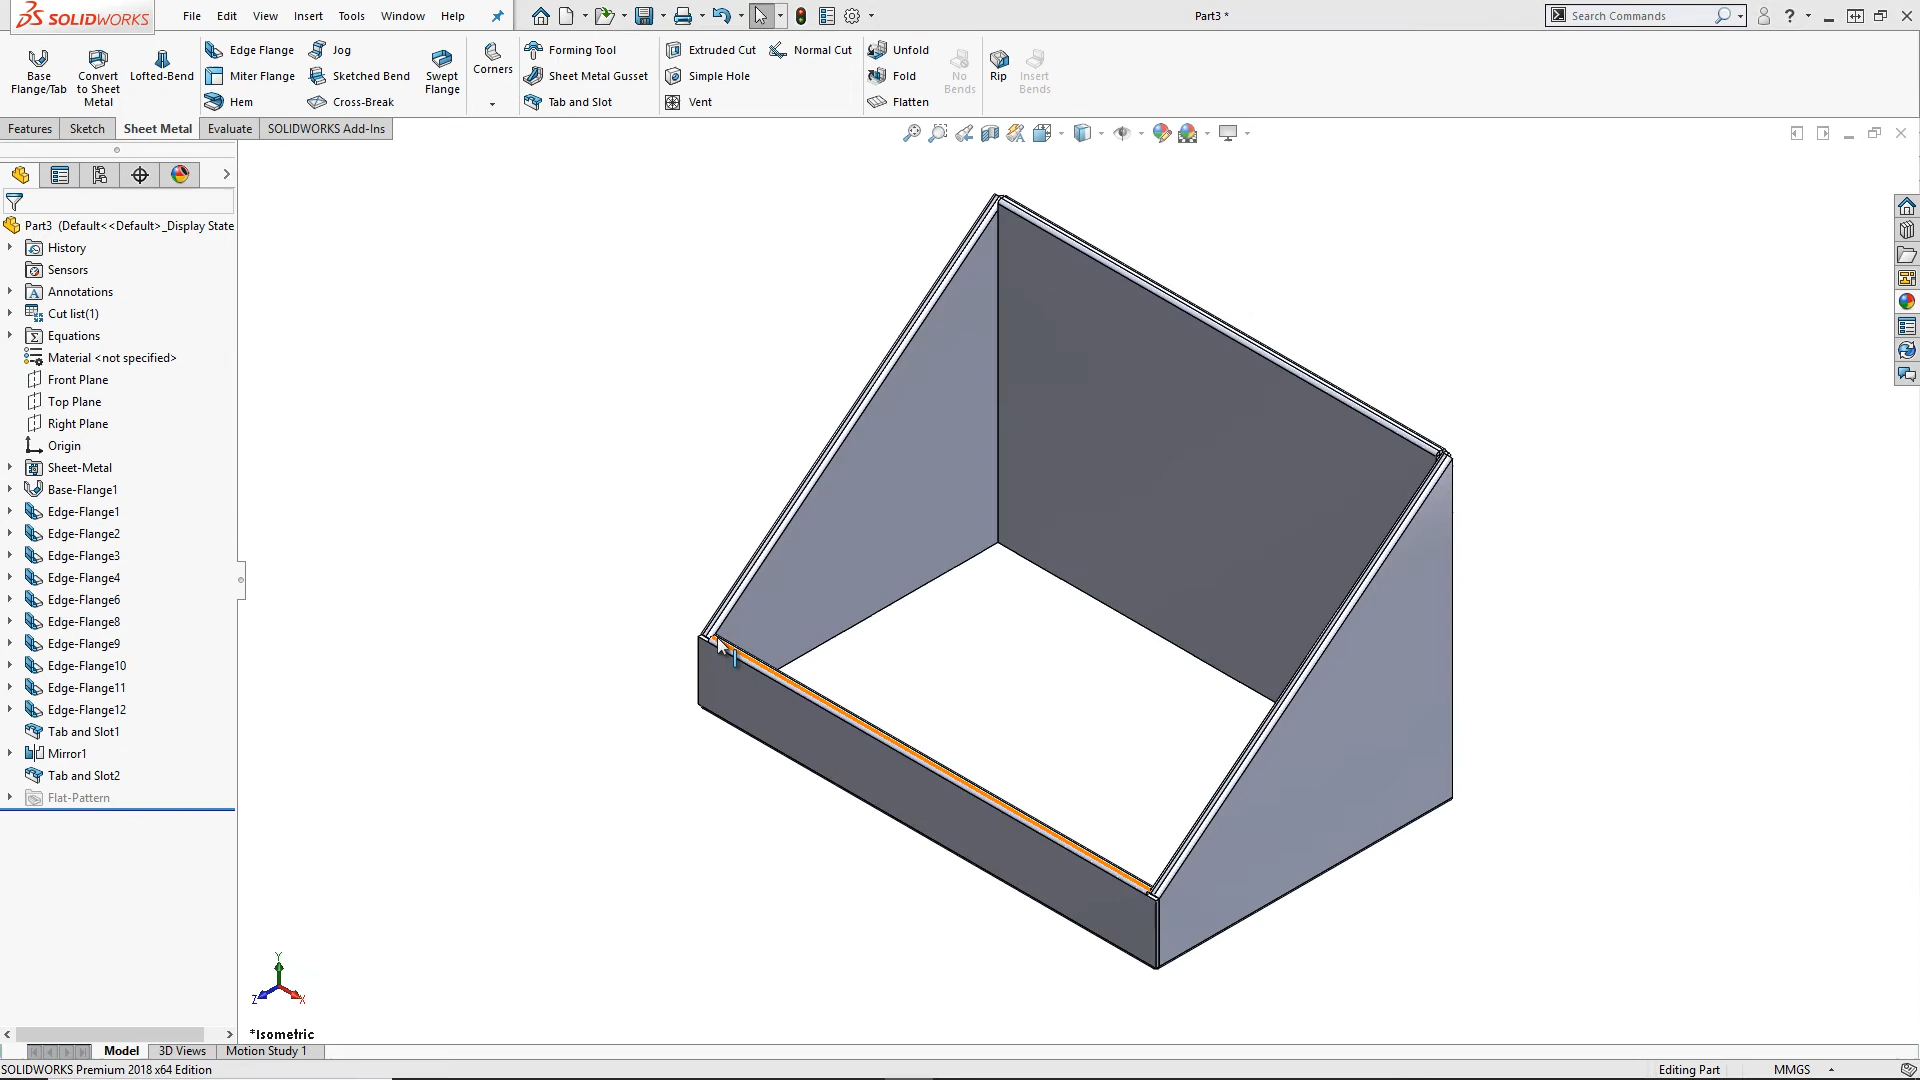 SOLIDWORKS
File Edit View Insert Tools Window Help
Part3 *
Search Commands
Base Flange/Tab
Convert to Sheet Metal
Lofted-Bend
Edge Flange
Miter Flange
Hem
Jog
Sketched Bend
Cross-Break
Swept Flange
Corners
Forming Tool
Sheet Metal Gusset
Tab and Slot
Extruded Cut
Simple Hole
Vent
Normal Cut
Unfold
Fold
Flatten
No Bends
Rip
Insert Bends
Features Sketch Sheet Metal Evaluate SOLIDWORKS Add-Ins
Part3 (Default<<Default>_Display State
History
Sensors
Annotations
Cut list(1)
Equations
Material <not specified>
Front Plane
Top Plane
Right Plane
Origin
Sheet-Metal
Base-Flange1
Edge-Flange1
Edge-Flange2
Edge-Flange3
Edge-Flange4
Edge-Flange6
Edge-Flange8
Edge-Flange9
Edge-Flange10
Edge-Flange11
Edge-Flange12
Tab and Slot1
Mirror1
Tab and Slot2
Flat-Pattern
Y
Z X
*Isometric
Model 3D Views Motion Study 1
SOLIDWORKS Premium 2018 x64 Edition
Editing Part MMGS